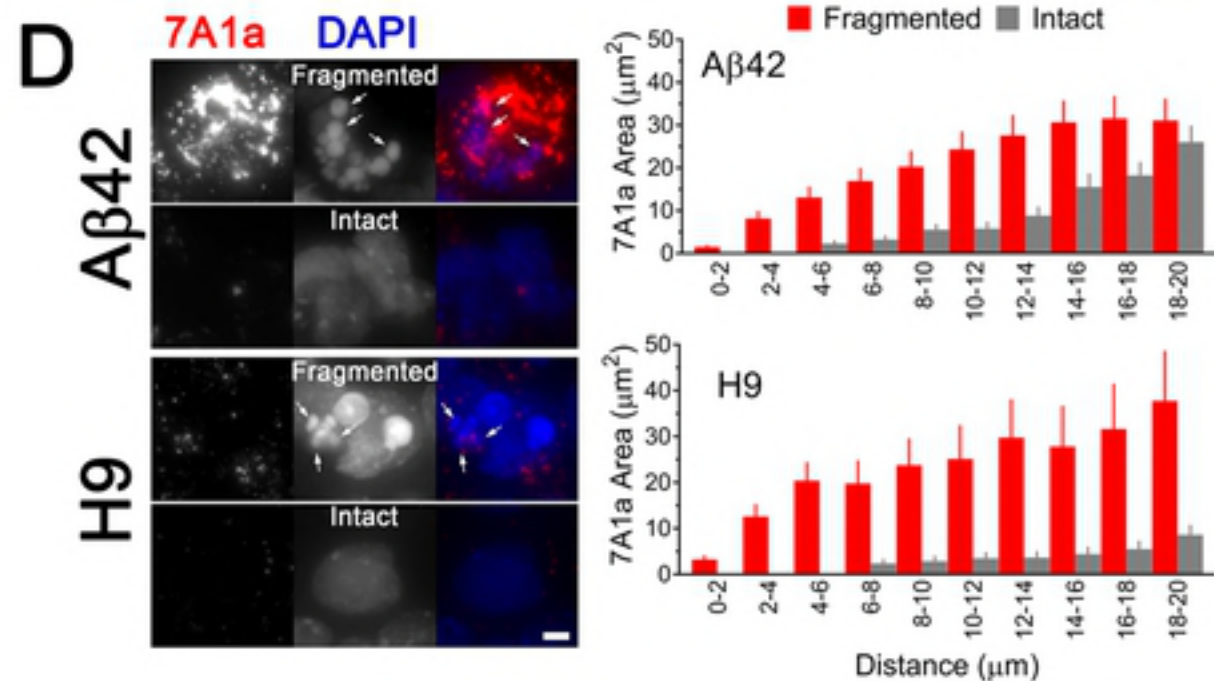 D
7A1a DAPI
Aβ42
Fragmented
Intact
H9
Fragmented
Intact
Fragmented Intact
Aβ42
7A1a Area (μm²)
50
40
30
20
10
0
0-2 2-4 4-6 6-8 8-10 10-12 12-14 14-16 16-18 18-20
H9
7A1a Area (μm²)
50
40
30
20
10
0
0-2 2-4 4-6 6-8 8-10 10-12 12-14 14-16 16-18 18-20
Distance (μm)